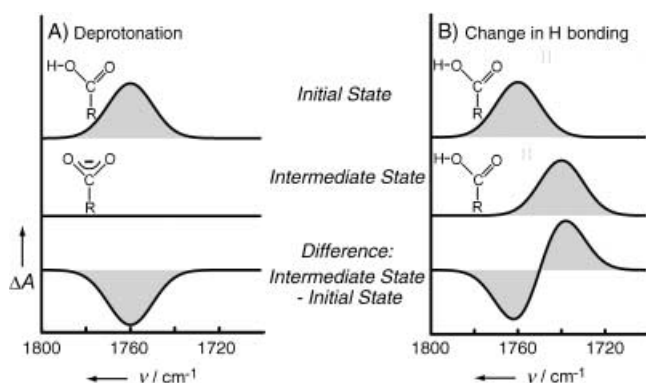 A) Deprotonation
H-O
O
C
R
Initial State
O
O
C
R
Intermediate State
Difference:
Intermediate State
- Initial State
ΔA
1800
1760
1720
ν / cm⁻¹
B) Change in H bonding
H-O
O
C
R
H-O
O
C
R
1800
1760
1720
ν / cm⁻¹